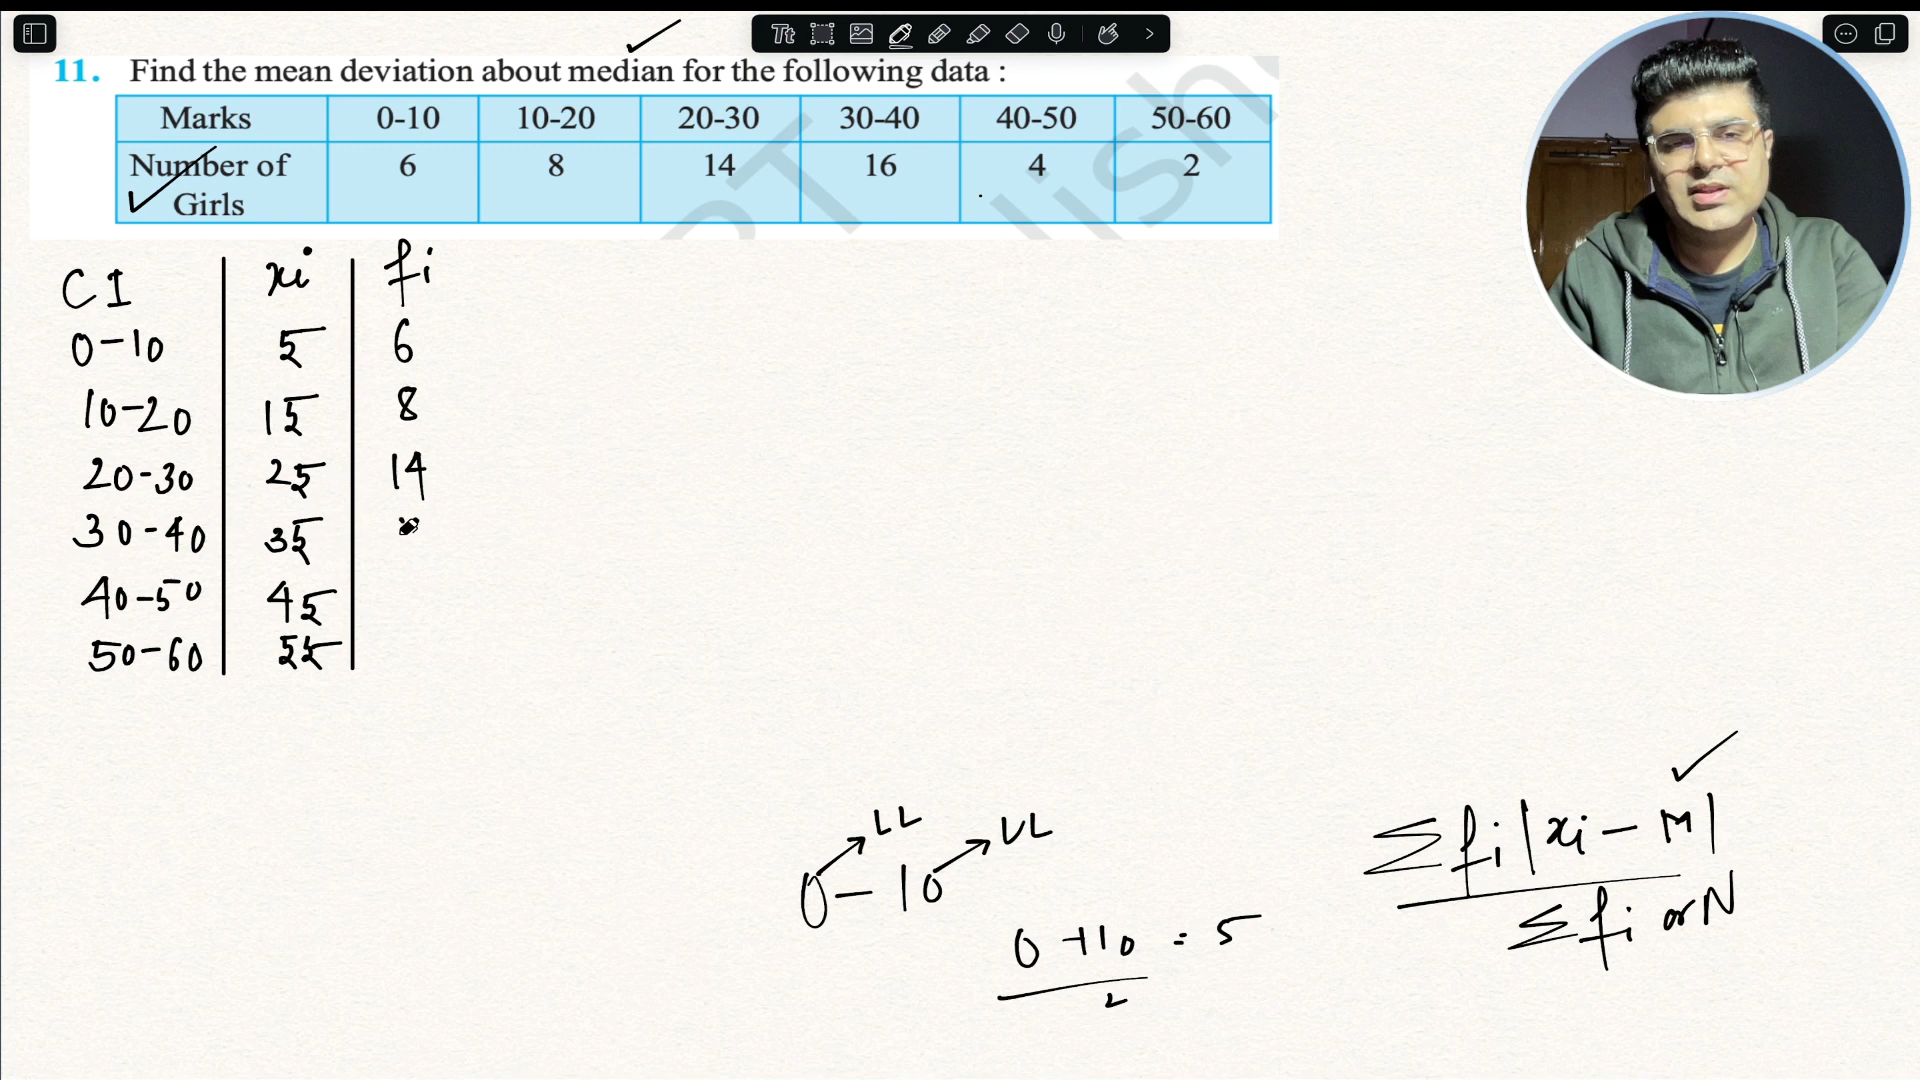 Tt
11. Find the mean deviation about median for the following data :
Marks 0-10 10-20 20-30 30-40 40-50 50-60
Number of Girls 6 8 14 16 4 2
CI xi fi
0-10 5 6
10-20 15 8
20-30 25 14
30-40 35
40-50 45
50-60 55
LL UL
0-10
0+10 = 5
2
Σfi|xi-M|
Σfi or N